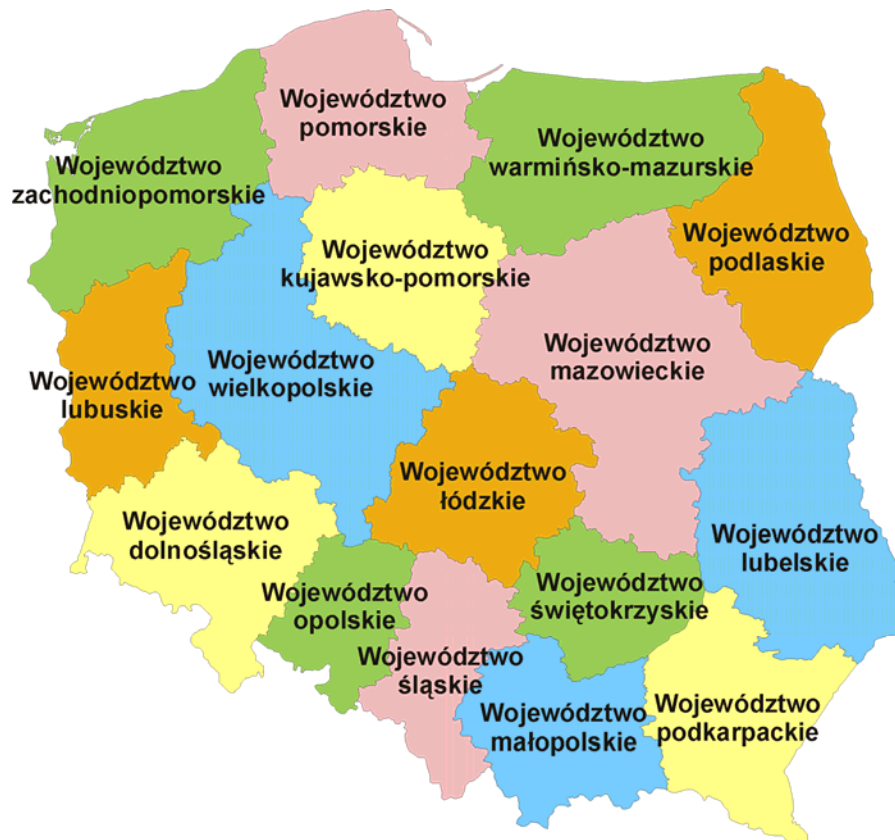 Województwo
pomorskie
Województwo
warmińsko-mazurskie
Województwo
zachodniopomorskie
Województwo
podlaskie
Województwo
kujawsko-pomorskie
Województwo
mazowieckie
Województwo
wielkopolskie
Województwo
lubuskie
Województwo
łódzkie
Województwo
dolnośląskie
Województwo
lubelskie
Województwo
opolskie
Województwo
świętokrzyskie
Województwo
śląskie
Województwo
małopolskie
Województwo
podkarpackie